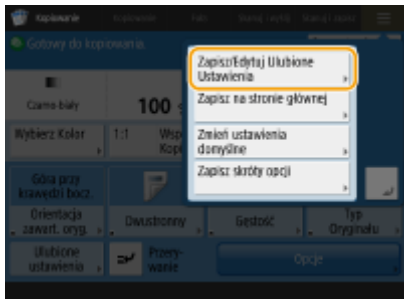 Kopiowanie
Gotowy do kopiowania.
Zapisz/Edytuj Ulubione
Ustawienia
Zapisz na stronie głównej
Zmień ustawienia
domyślne
Zapisz skróty opcji
Czarno-biały
100
Wybierz Kolor
1:1
Góra przy
krawędzi bocz.
Orientacja
zawart. oryg.
Dwustronny
Gęstość
Typ
Oryginału
Ulubione
ustawienia
Przery-
wanie
Opcje